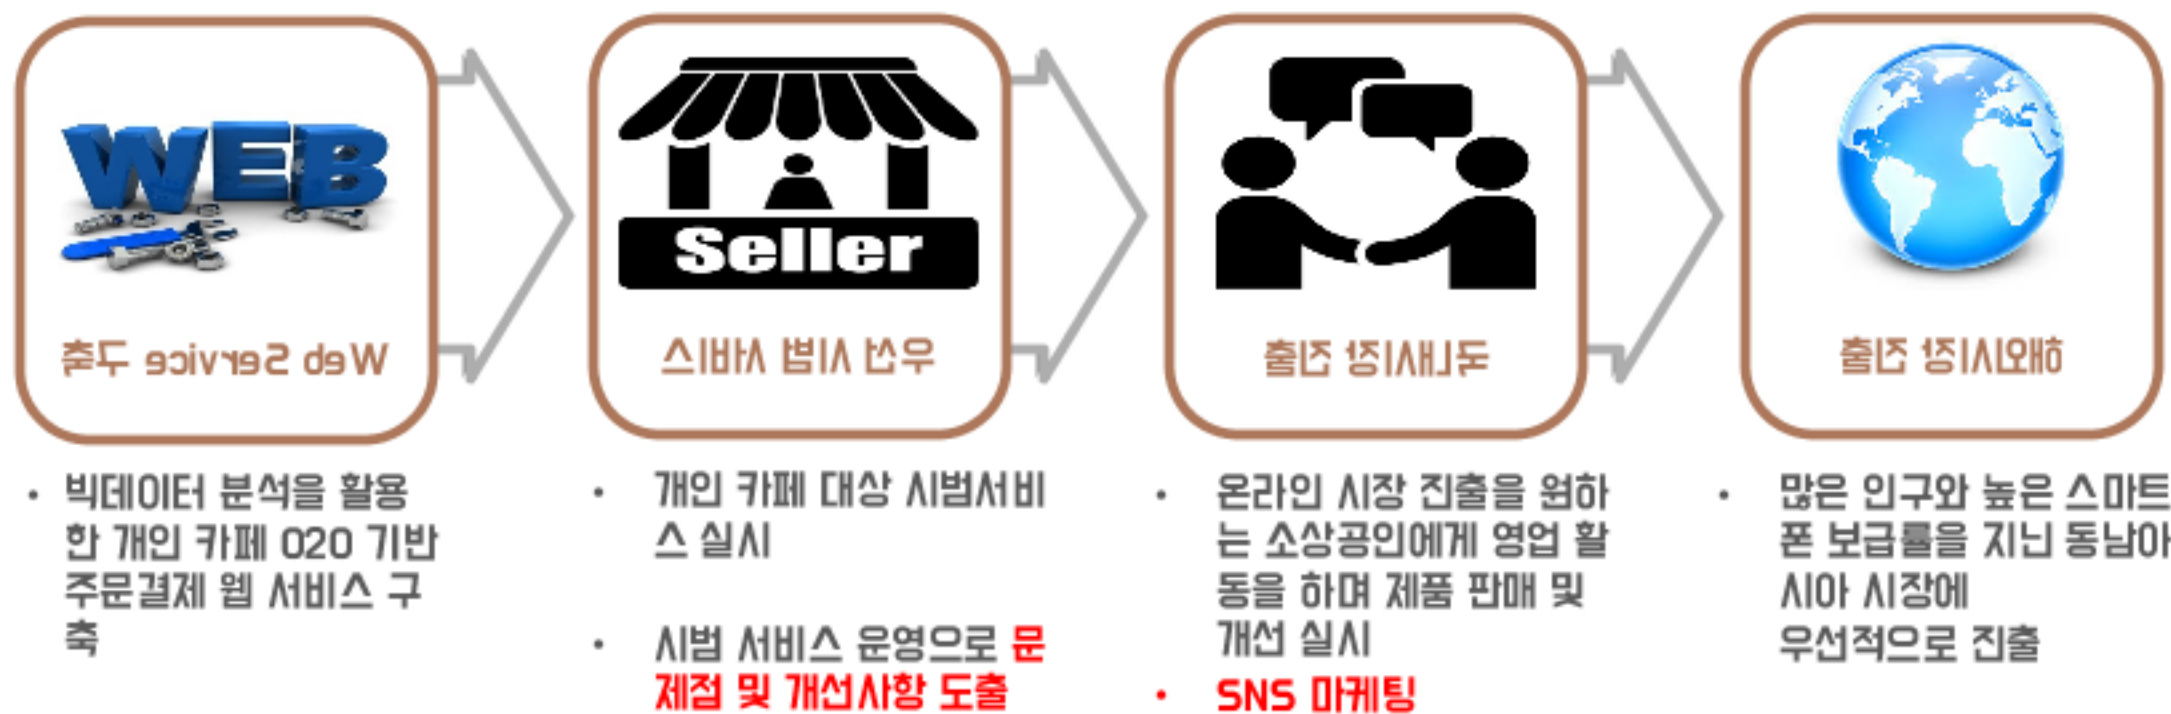 WEB
Web Service 구축
빅데이터 분석을 활용
한 개인 카페 O2O 기반
주문결제 웹 서비스 구
축
Seller
우선 시범 서비스
개인 카페 대상 시범서비
스 실시
시범 서비스 운영으로 문
제점 및 개선사항 도출
국내시장 진출
온라인 시장 진출을 원하
는 소상공인에게 영업 활
동을 하며 제품 판매 및
개선 실시
SNS 마케팅
해외시장 진출
많은 인구와 높은 스마트
폰 보급률을 지닌 동남아
시아 시장에
우선적으로 진출